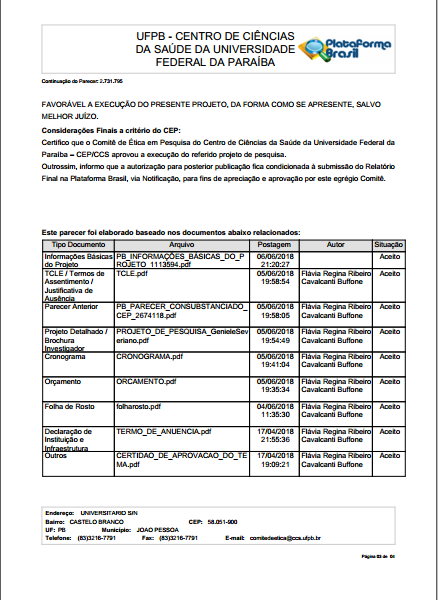 UFPB - CENTRO DE CIÊNCIAS
DA SAÚDE DA UNIVERSIDADE
FEDERAL DA PARAÍBA
Plataforma
Brasil
Continuação do Parecer: 2.731.795
FAVORÁVEL A EXECUÇÃO DO PRESENTE PROJETO, DA FORMA COMO SE APRESENTE, SALVO
MELHOR JUÍZO.
Considerações Finais a critério do CEP:
Certifico que o Comitê de Ética em Pesquisa do Centro de Ciências da Saúde da Universidade Federal da
Paraíba – CEP/CCS aprovou a execução do referido projeto de pesquisa.
Outrossim, informo que a autorização para posterior publicação fica condicionada à submissão do Relatório
Final na Plataforma Brasil, via Notificação, para fins de apreciação e aprovação por este egrégio Comitê.
Este parecer foi elaborado baseado nos documentos abaixo relacionados:
Tipo Documento Arquivo Postagem Autor Situação
Informações Básicas PB_INFORMAÇÕES_BÁSICAS_DO_P 06/06/2018 Aceito
do Projeto ROJETO_1113594.pdf 21:20:27
TCLE / Termos de TCLE.pdf 05/06/2018 Flávia Regina Ribeiro Aceito
Assentimento / 19:58:54 Cavalcanti Buffone
Justificativa de
Ausência
Parecer Anterior PB_PARECER_CONSUBSTANCIADO_ 05/06/2018 Flávia Regina Ribeiro Aceito
CEP_2674118.pdf 19:58:05 Cavalcanti Buffone
Projeto Detalhado / PROJETO_DE_PESQUISA_GenieleSev 05/06/2018 Flávia Regina Ribeiro Aceito
Brochura eriano.pdf 19:54:49 Cavalcanti Buffone
Investigador
Cronograma CRONOGRAMA.pdf 05/06/2018 Flávia Regina Ribeiro Aceito
19:41:04 Cavalcanti Buffone
Orçamento ORCAMENTO.pdf 05/06/2018 Flávia Regina Ribeiro Aceito
19:35:34 Cavalcanti Buffone
Folha de Rosto folharosto.pdf 04/06/2018 Flávia Regina Ribeiro Aceito
11:35:30 Cavalcanti Buffone
Declaração de TERMO_DE_ANUENCIA.pdf 17/04/2018 Flávia Regina Ribeiro Aceito
Instituição e 21:55:36 Cavalcanti Buffone
Infraestrutura
Outros CERTIDAO_DE_APROVACAO_DO_TE 17/04/2018 Flávia Regina Ribeiro Aceito
MA.pdf 19:09:21 Cavalcanti Buffone
Endereço: UNIVERSITARIO S/N
Bairro: CASTELO BRANCO CEP: 58.051-900
UF: PB Município: JOAO PESSOA
Telefone: (83)3216-7791 Fax: (83)3216-7791 E-mail: comitedeetica@ccs.ufpb.br
Página 03 de 04